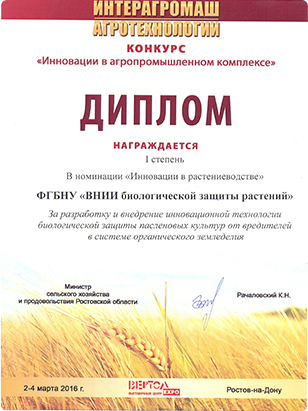 ИНТЕРАГРОМАШ
АГРОТЕХНОЛОГИИ
КОНКУРС
«Инновации в агропромышленном комплексе»
ДИПЛОМ
НАГРАЖДАЕТСЯ
I степень
В номинации «Инновации в растениеводстве»
ФГБНУ «ВНИИ биологической защиты растений»
За разработку и внедрение инновационной технологии
биологической защиты пасленовых культур от вредителей
в системе органического земледелия
Министр
сельского хозяйства
и продовольствия Ростовской области
Рачаловский К.Н.
2-4 марта 2016 г.
ВЕРТОЛ
ВЫСТАВОЧНЫЙ ЦЕНТР EXPO
Ростов-на-Дону